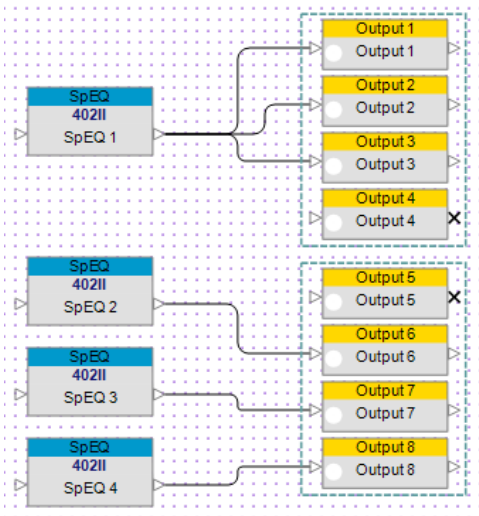 SpEQ
402II
SpEQ 1
Output 1
Output 1
Output 2
Output 2
Output 3
Output 3
Output 4
Output 4
SpEQ
402II
SpEQ 2
SpEQ
402II
SpEQ 3
SpEQ
402II
SpEQ 4
Output 5
Output 5
Output 6
Output 6
Output 7
Output 7
Output 8
Output 8